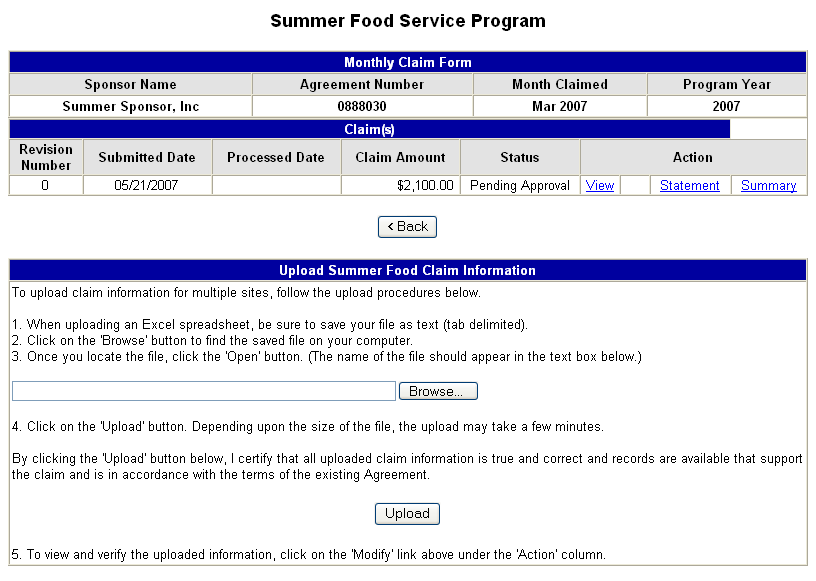 Summer Food Service Program
Monthly Claim Form
Sponsor Name Agreement Number Month Claimed Program Year
Summer Sponsor, Inc 0888030 Mar 2007 2007
Claim(s)
Revision Number Submitted Date Processed Date Claim Amount Status Action
0 05/21/2007 $2,100.00 Pending Approval View Statement Summary
< Back
Upload Summer Food Claim Information
To upload claim information for multiple sites, follow the upload procedures below.
1. When uploading an Excel spreadsheet, be sure to save your file as text (tab delimited).
2. Click on the 'Browse' button to find the saved file on your computer.
3. Once you locate the file, click the 'Open' button. (The name of the file should appear in the text box below.)
Browse...
4. Click on the 'Upload' button. Depending upon the size of the file, the upload may take a few minutes.
By clicking the 'Upload' button below, I certify that all uploaded claim information is true and correct and records are available that support
the claim and is in accordance with the terms of the existing Agreement.
Upload
5. To view and verify the uploaded information, click on the 'Modify' link above under the 'Action' column.